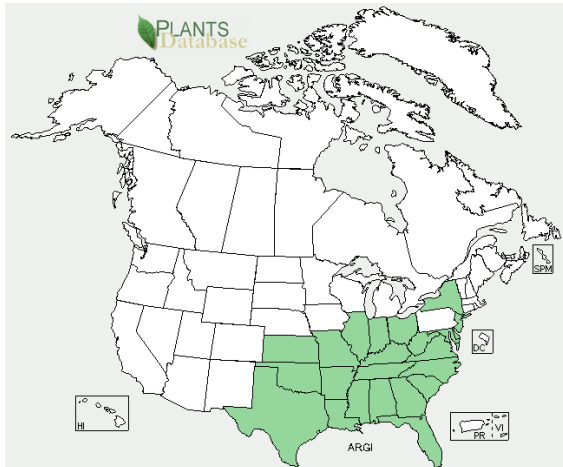 PLANTS
Database
SPM
DC
HI
PR
VI
ARGI